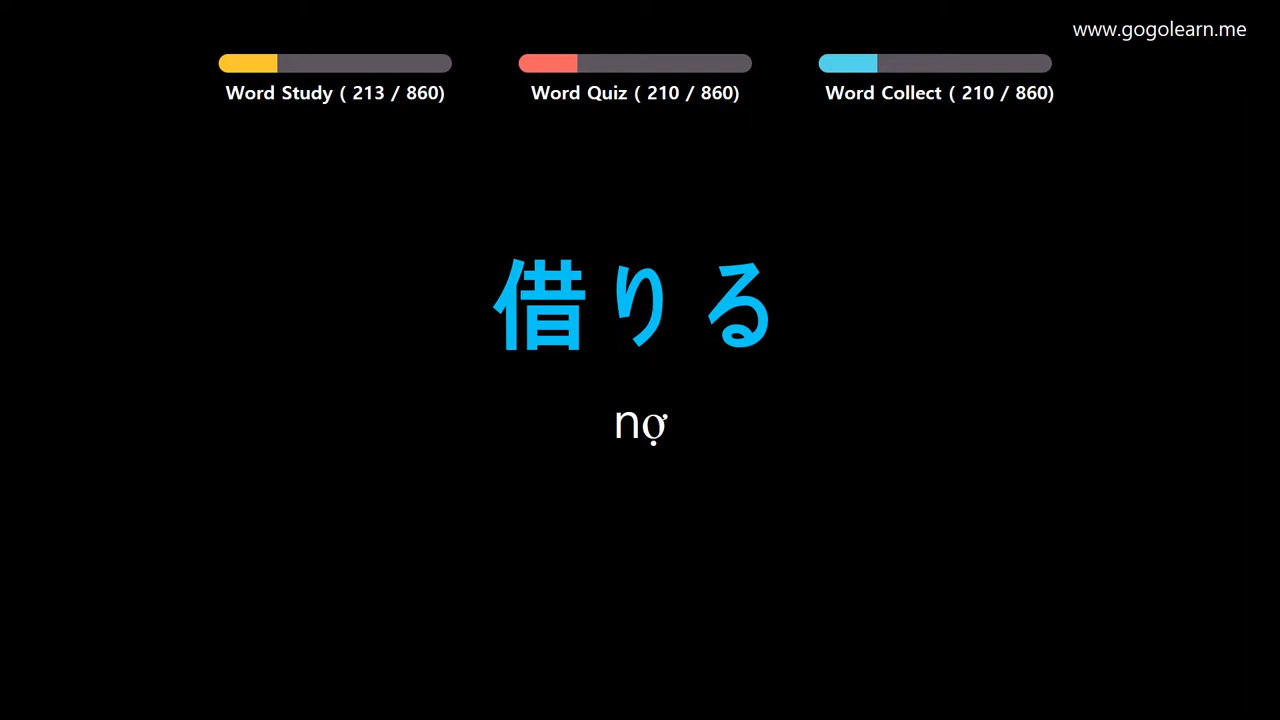 www.gogolearn.me
Word Study ( 213 / 860)
Word Quiz ( 210 / 860)
Word Collect ( 210 / 860)
借りる
nợ